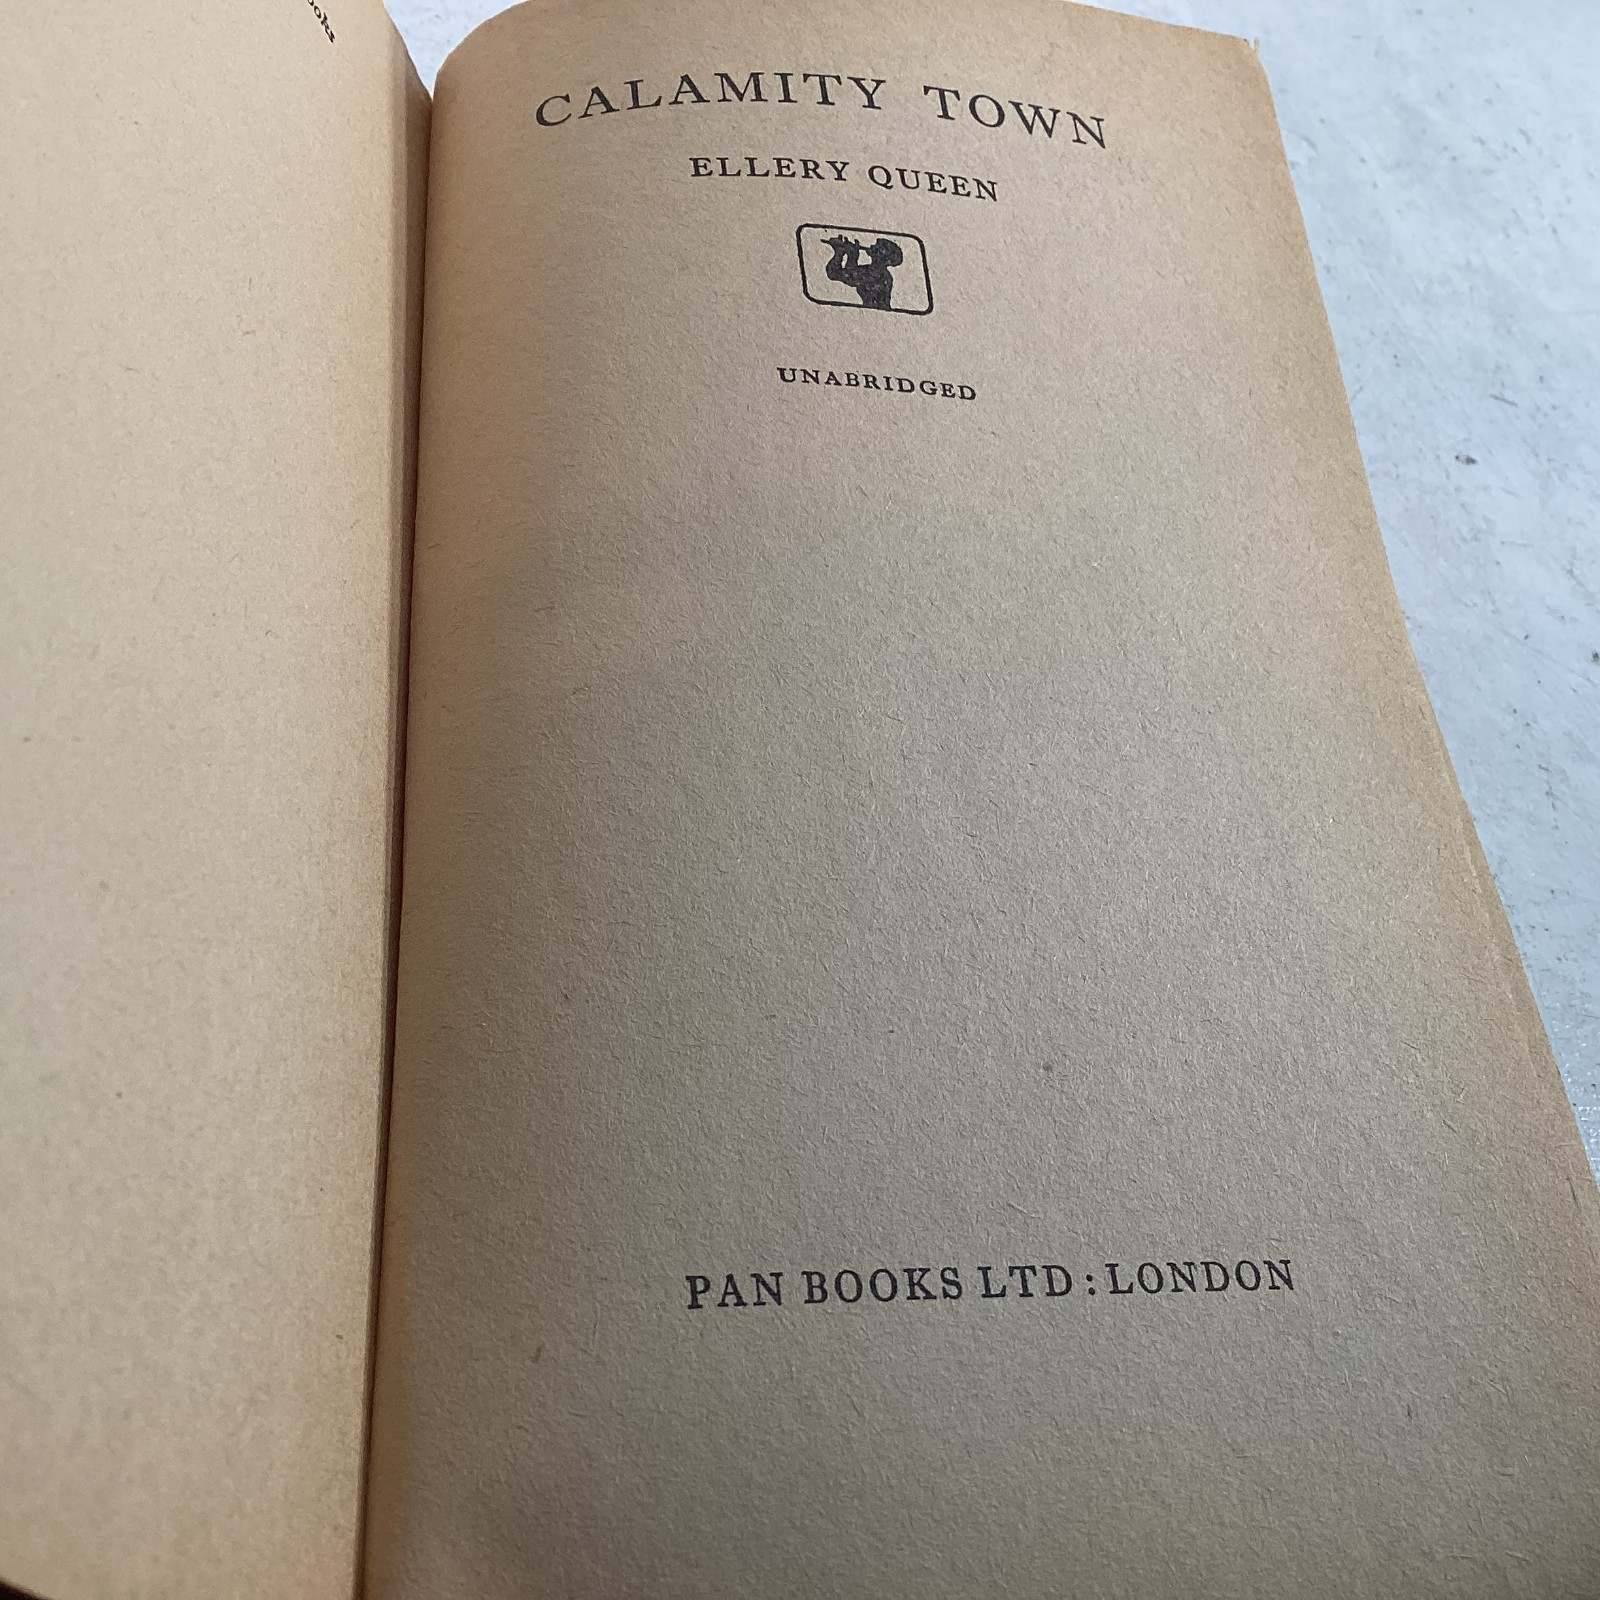 CALAMITY TOWN
ELLERY QUEEN
UNABRIDGED
PAN BOOKS LTD : LONDON